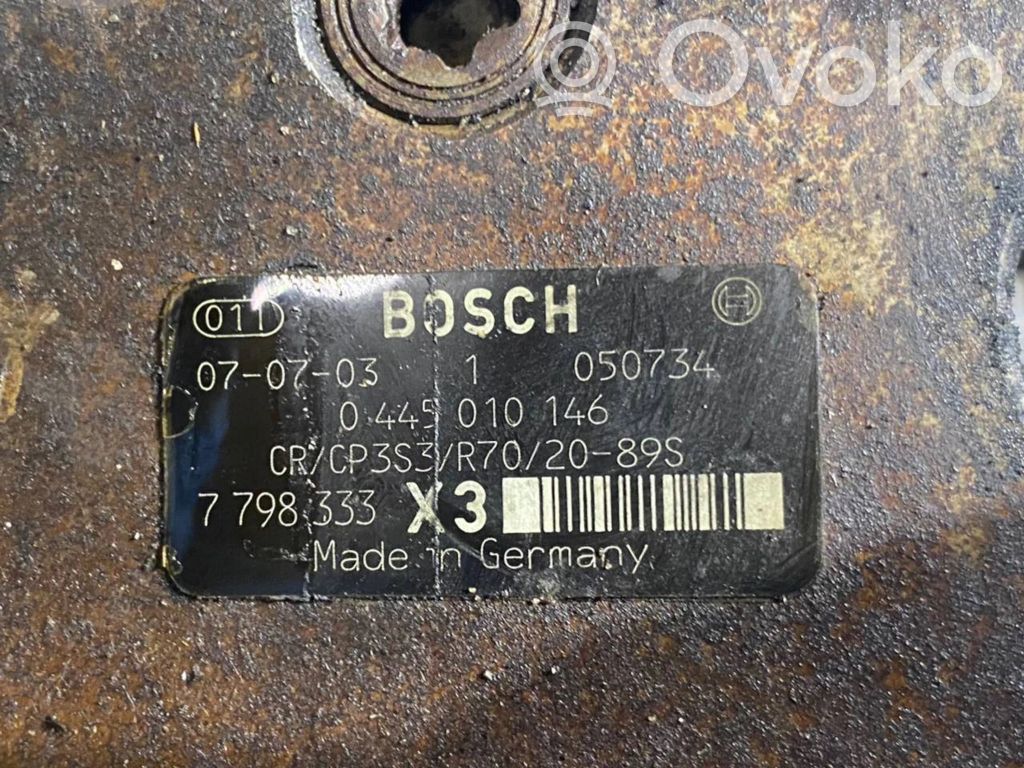 Ovoko
011 BOSCH
07-07-03 1 050734
0 445 010 146
CR/CP3S3/R70/20-89S
7 798 333 X3
Made in Germany